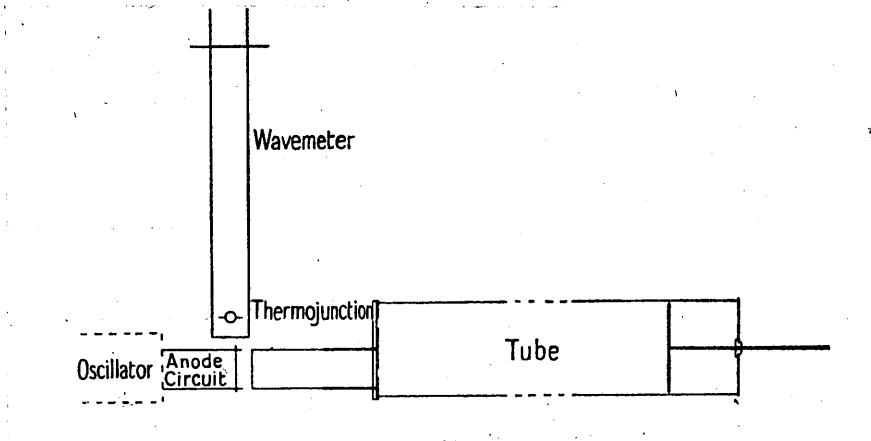 Wavemeter
Thermojunction
Oscillator
Anode
Circuit
Tube